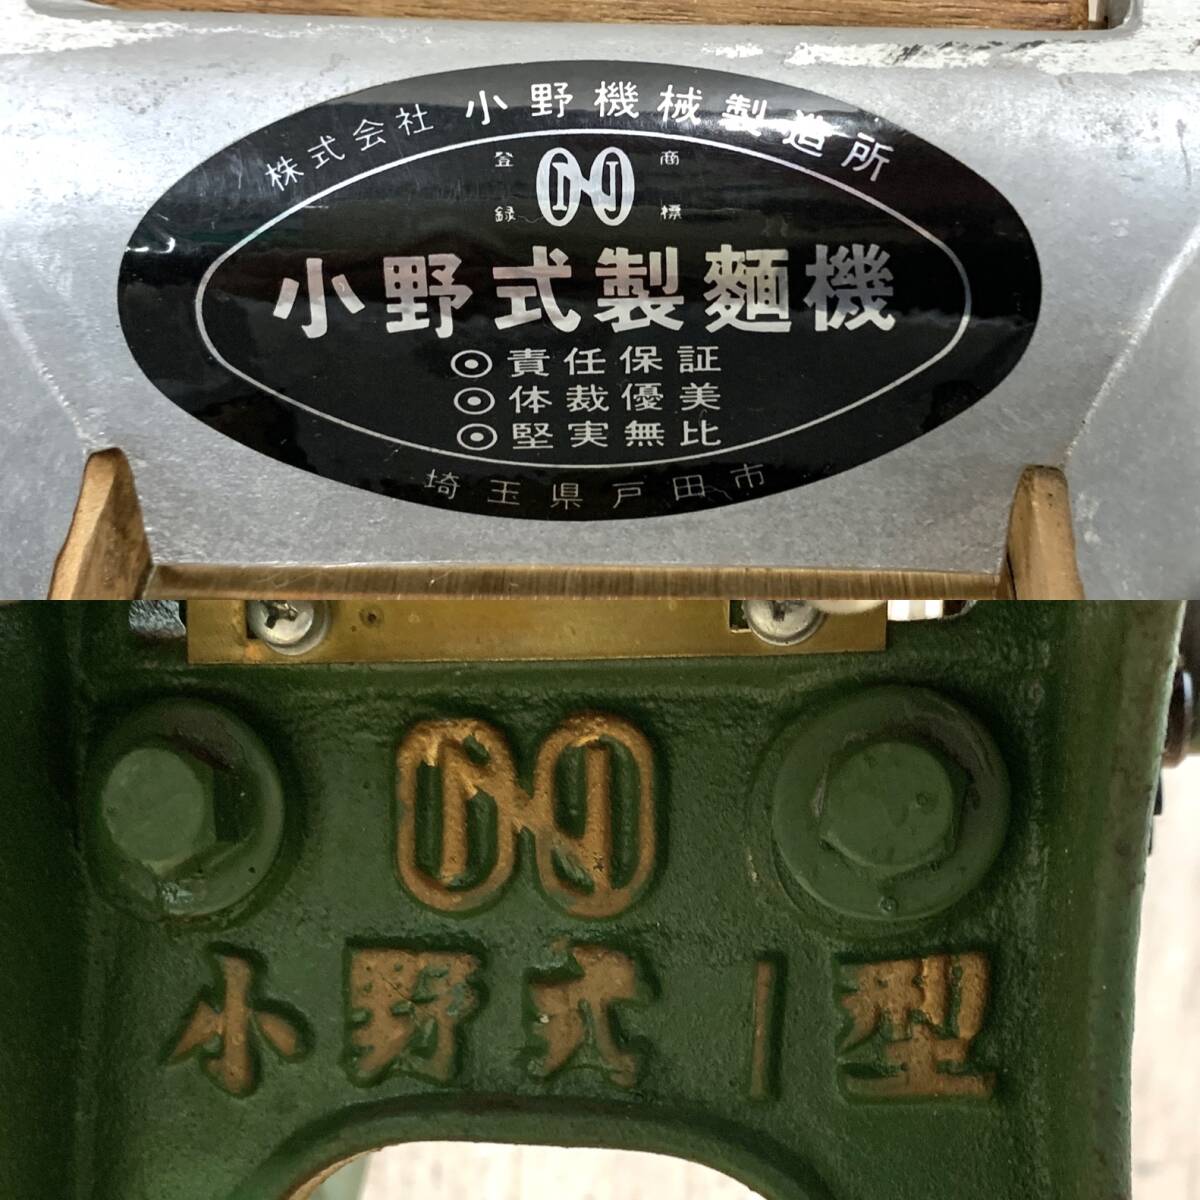 株式会社 小野機械製造所
登録 商標
小野式製麺機
⦿ 責任保証
⦿ 体裁優美
⦿ 堅実無比
埼玉県戸田市
小野式1型